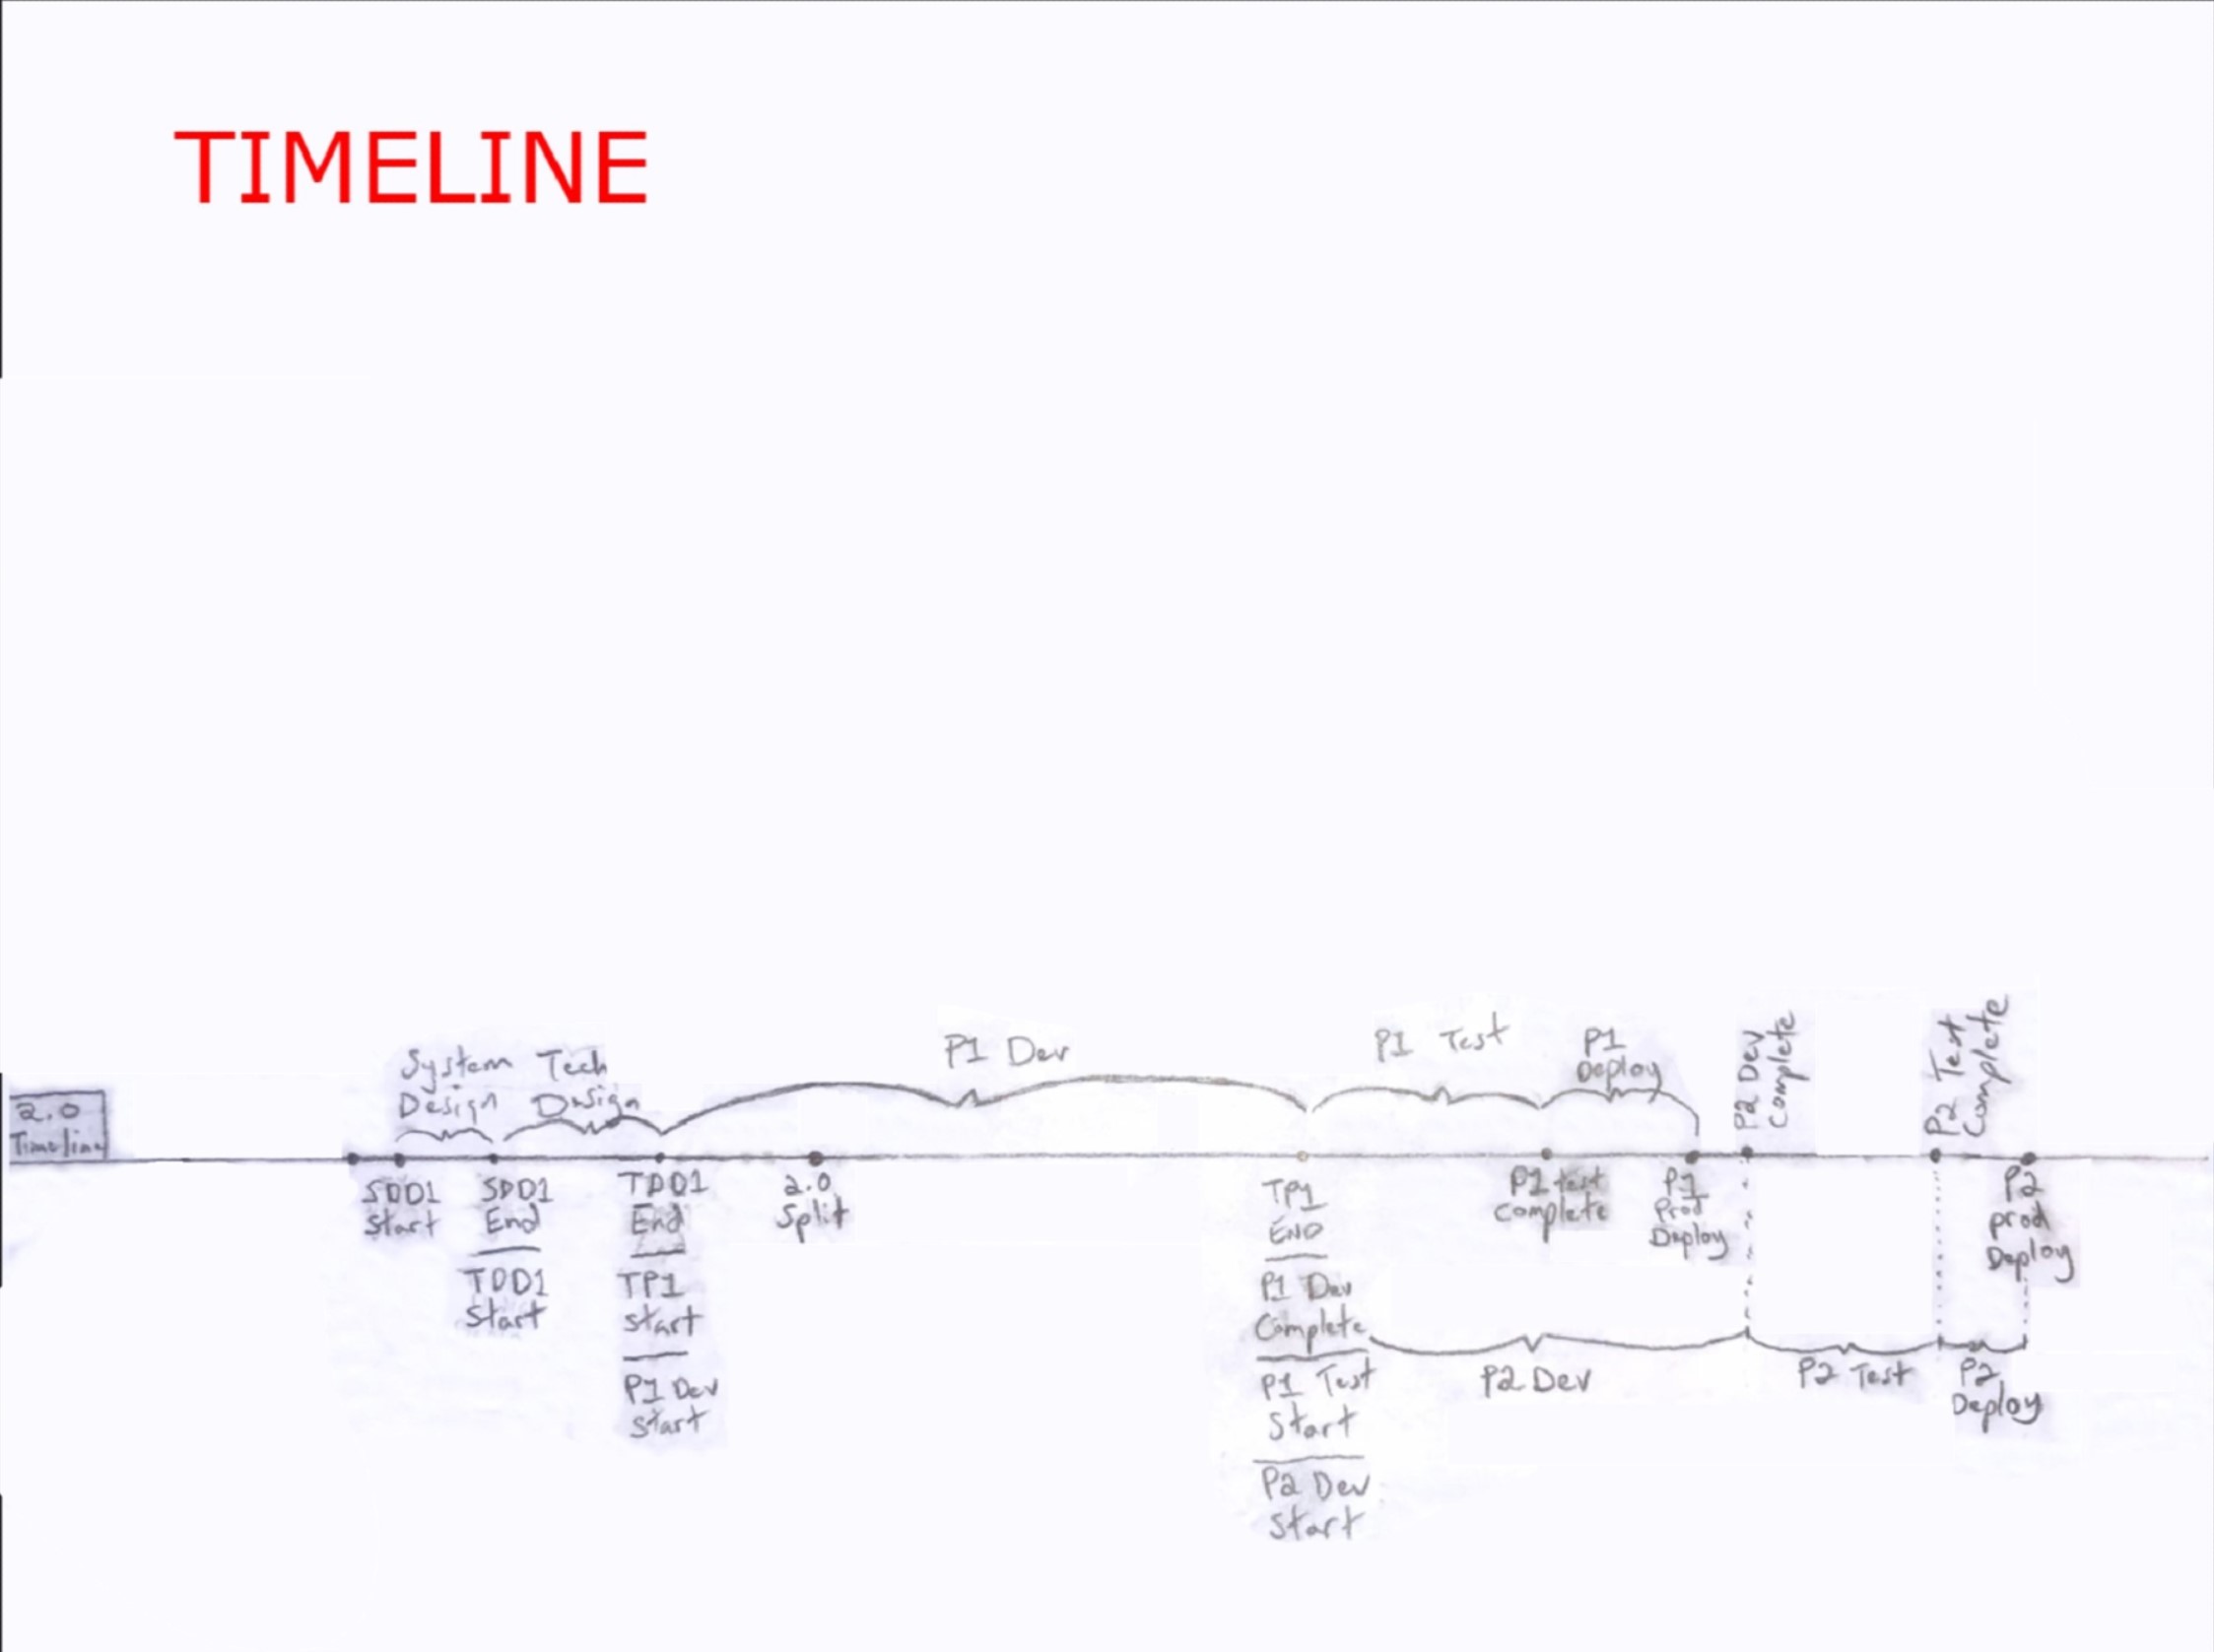 TIMELINE
2.0
Timeline
System
Design
Tech
Design
P1 Dev
P1 Test
P1
Deploy
P2 Dev
Complete
P2 Test
Complete
SDD1
Start
SDD1
End
TDD1
Start
TDD1
End
TP1
Start
P1 Dev
Start
2.0
Split
TP1
END
P1 Dev
Complete
P1 Test
Start
P2 Dev
Start
P1 test
complete
P1
Prod
Deploy
P2
prod
Deploy
P2 Dev
P2 Test
P2
Deploy